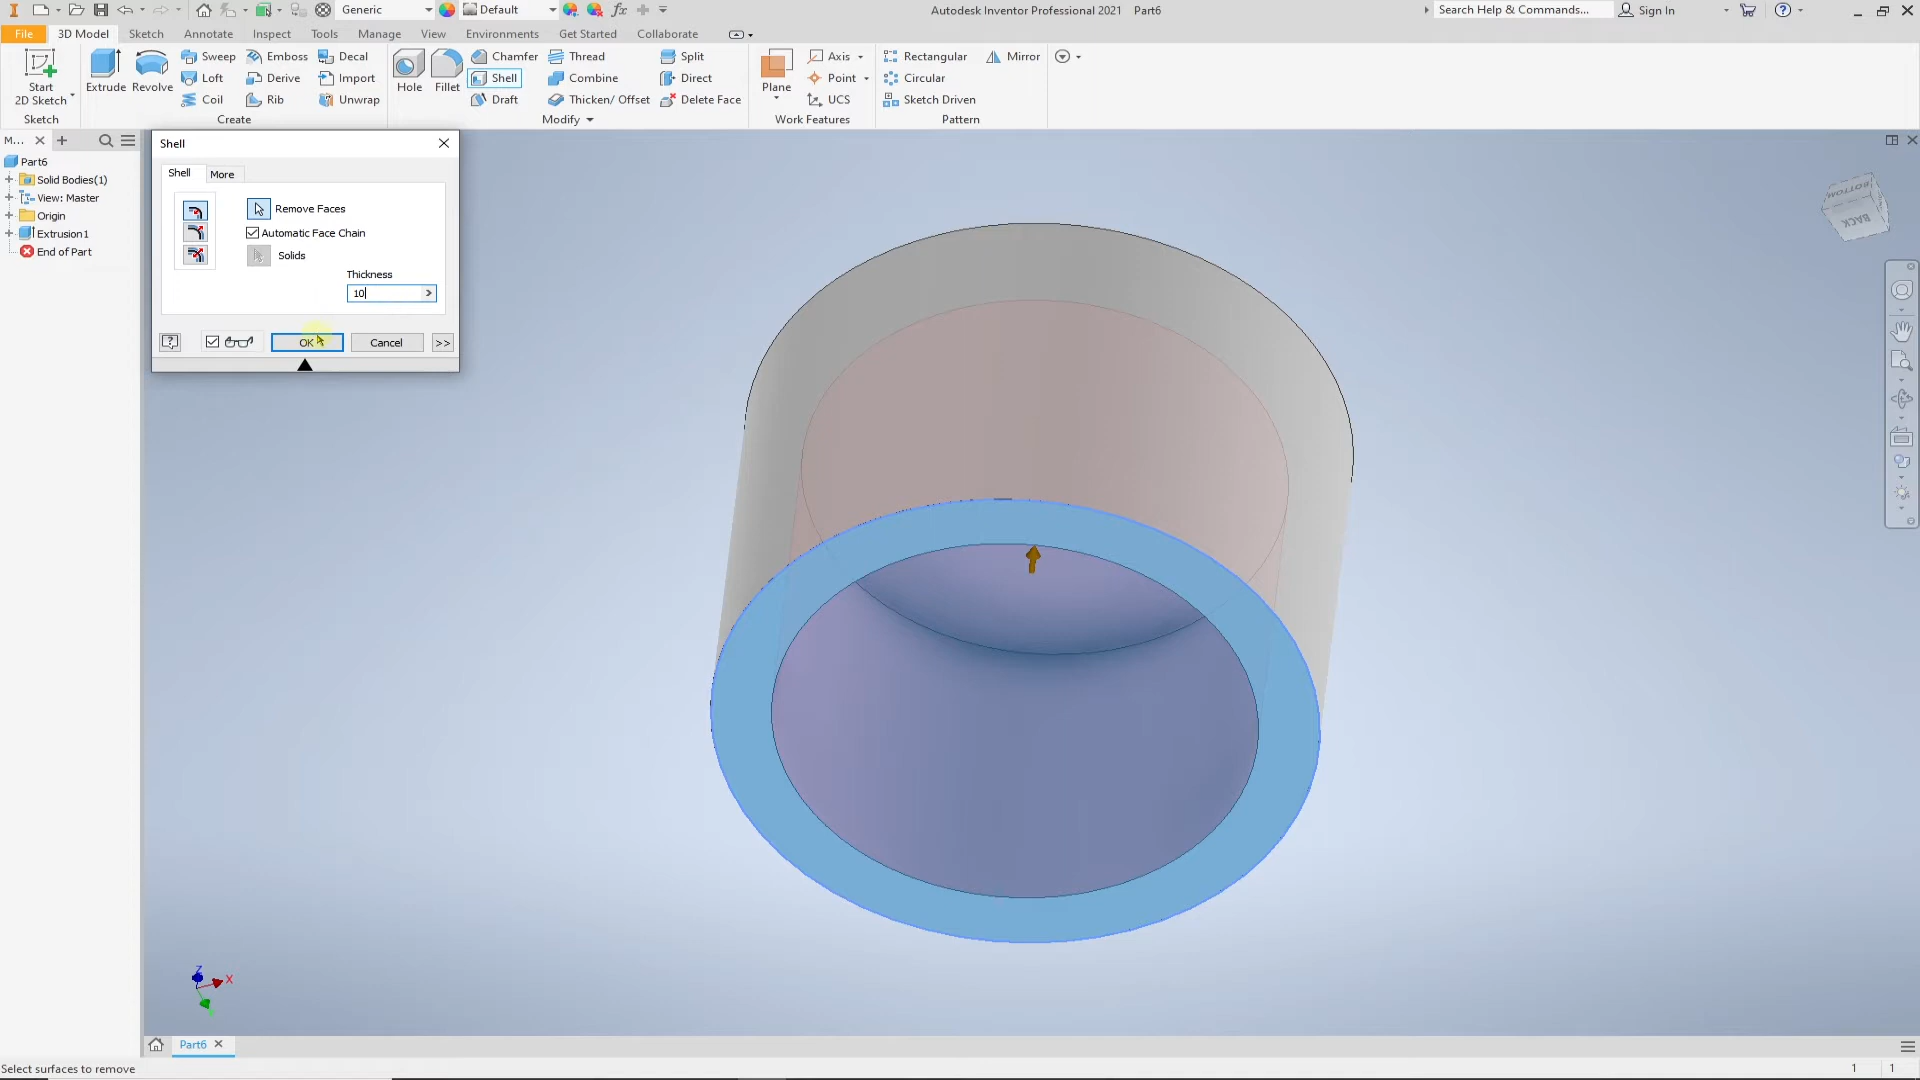 Generic
Default
fx
Autodesk Inventor Professional 2021 Part6
Search Help & Commands...
Sign In
File 3D Model Sketch Annotate Inspect Tools Manage View Environments Get Started Collaborate
Start
2D Sketch
Extrude
Revolve
Sweep
Emboss
Decal
Loft
Derive
Import
Coil
Rib
Unwrap
Hole
Fillet
Chamfer
Thread
Split
Shell
Combine
Direct
Draft
Thicken/ Offset
Delete Face
Plane
Axis
Point
UCS
Rectangular
Mirror
Circular
Sketch Driven
Sketch Create Modify Work Features Pattern
M...
Part6
Solid Bodies(1)
View: Master
Origin
Extrusion1
End of Part
Shell
Shell More
Remove Faces
Automatic Face Chain
Solids
Thickness
10
>
OK Cancel >>
BOTTOM
BACK
Z
X
Part6
Select surfaces to remove
1 1